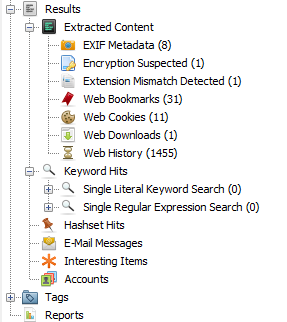 Results
Extracted Content
EXIF Metadata (8)
Encryption Suspected (1)
Extension Mismatch Detected (1)
Web Bookmarks (31)
Web Cookies (11)
Web Downloads (1)
Web History (1455)
Keyword Hits
Single Literal Keyword Search (0)
Single Regular Expression Search (0)
Hashset Hits
E-Mail Messages
Interesting Items
Accounts
Tags
Reports